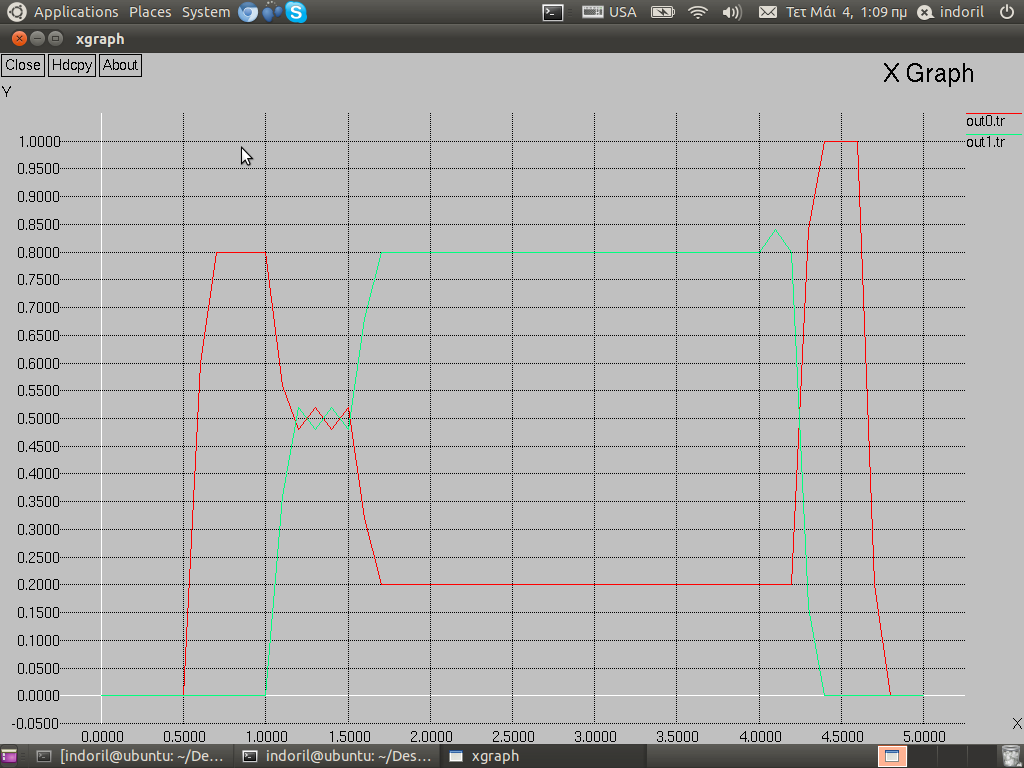 Applications Places System USA Τετ Μάι 4, 1:09 πμ indoril
xgraph
Close Hdcpy About
X Graph
Y
out0.tr
out1.tr
1.0000
0.9500
0.9000
0.8500
0.8000
0.7500
0.7000
0.6500
0.6000
0.5500
0.5000
0.4500
0.4000
0.3500
0.3000
0.2500
0.2000
0.1500
0.1000
0.0500
0.0000
-0.0500
X
0.0000 0.5000 1.0000 1.5000 2.0000 2.5000 3.0000 3.5000 4.0000 4.5000 5.0000
[indoril@ubuntu: ~/De... indoril@ubuntu: ~/Des... xgraph